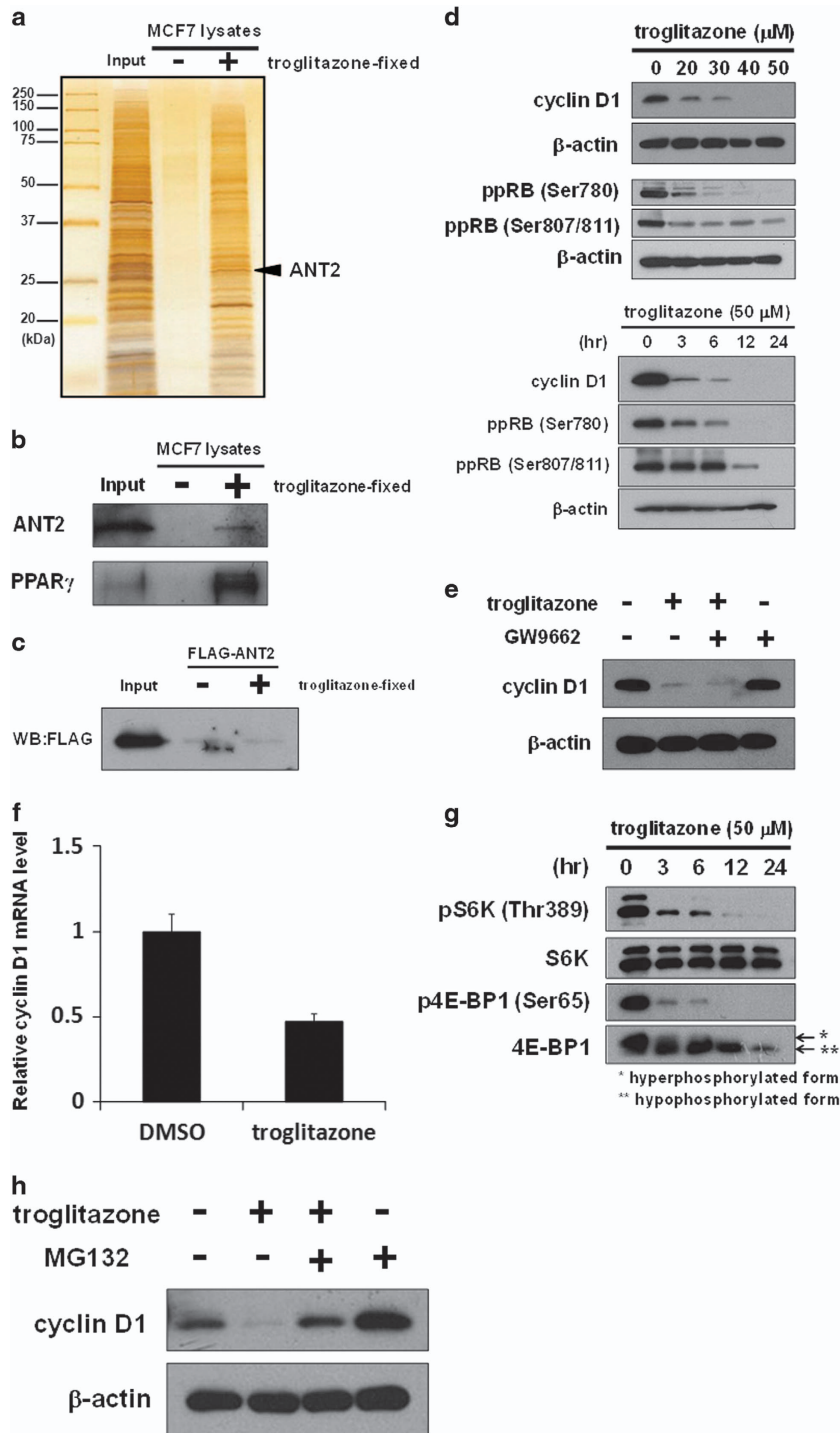 a
MCF7 lysates
Input - + troglitazone-fixed
250
150
100
75
50
37
25
20
(kDa)
ANT2
b
MCF7 lysates
Input - + troglitazone-fixed
ANT2
PPARγ
c
FLAG-ANT2
Input - + troglitazone-fixed
WB:FLAG
d
troglitazone (μM)
0 20 30 40 50
cyclin D1
β-actin
ppRB (Ser780)
ppRB (Ser807/811)
β-actin
troglitazone (50 μM)
(hr) 0 3 6 12 24
cyclin D1
ppRB (Ser780)
ppRB (Ser807/811)
β-actin
e
troglitazone - + + -
GW9662 - - + +
cyclin D1
β-actin
f
Relative cyclin D1 mRNA level
1.5
1
0.5
0
DMSO troglitazone
g
troglitazone (50 μM)
(hr) 0 3 6 12 24
pS6K (Thr389)
S6K
p4E-BP1 (Ser65)
4E-BP1
*
**
* hyperphosphorylated form
** hypophosphorylated form
h
troglitazone - + + -
MG132 - - + +
cyclin D1
β-actin